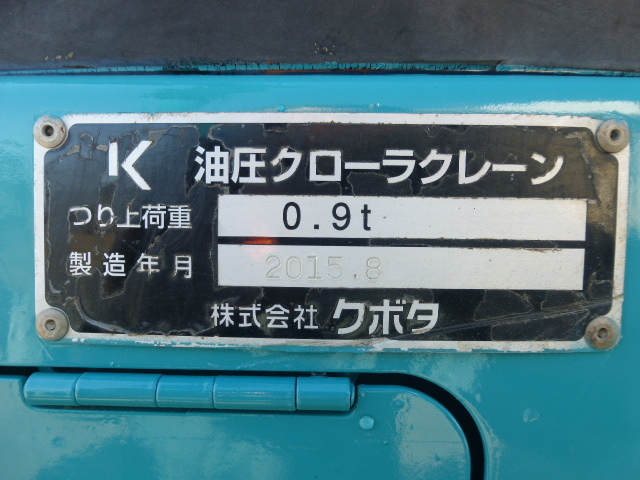 K 油圧クローラクレーン
つり上荷重 0.9t
製造年月 2015.8
株式会社 クボタ